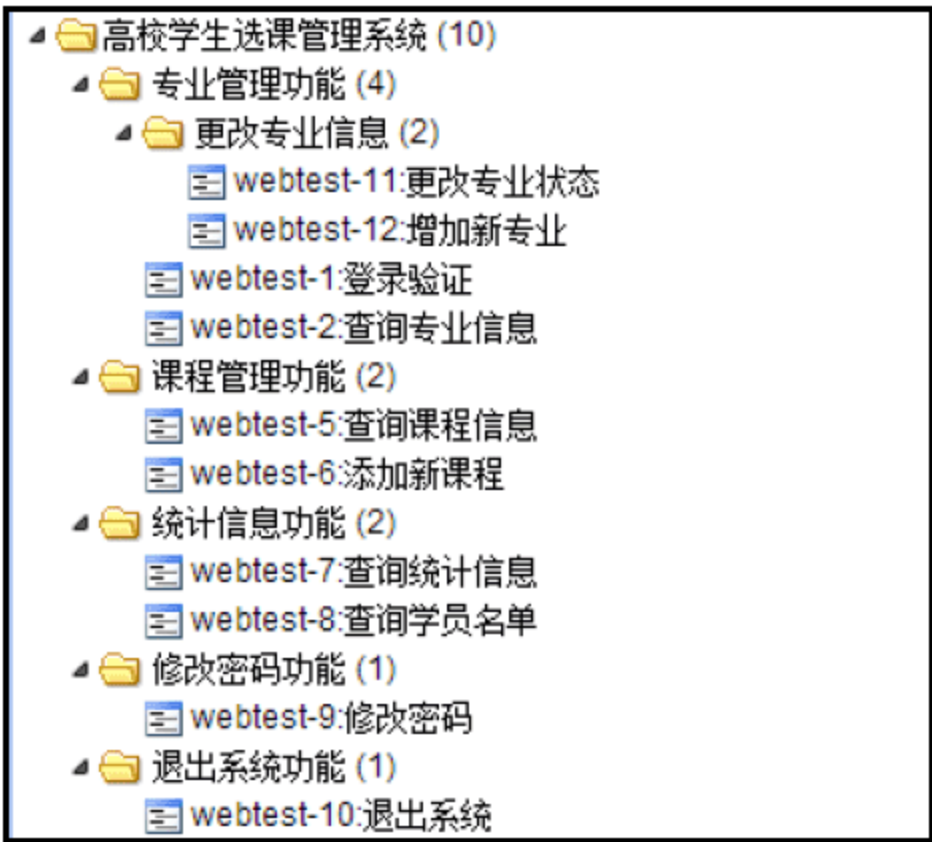 高校学生选课管理系统 (10)
专业管理功能 (4)
更改专业信息 (2)
webtest-11:更改专业状态
webtest-12:增加新专业
webtest-1:登录验证
webtest-2:查询专业信息
课程管理功能 (2)
webtest-5:查询课程信息
webtest-6:添加新课程
统计信息功能 (2)
webtest-7:查询统计信息
webtest-8:查询学员名单
修改密码功能 (1)
webtest-9:修改密码
退出系统功能 (1)
webtest-10:退出系统